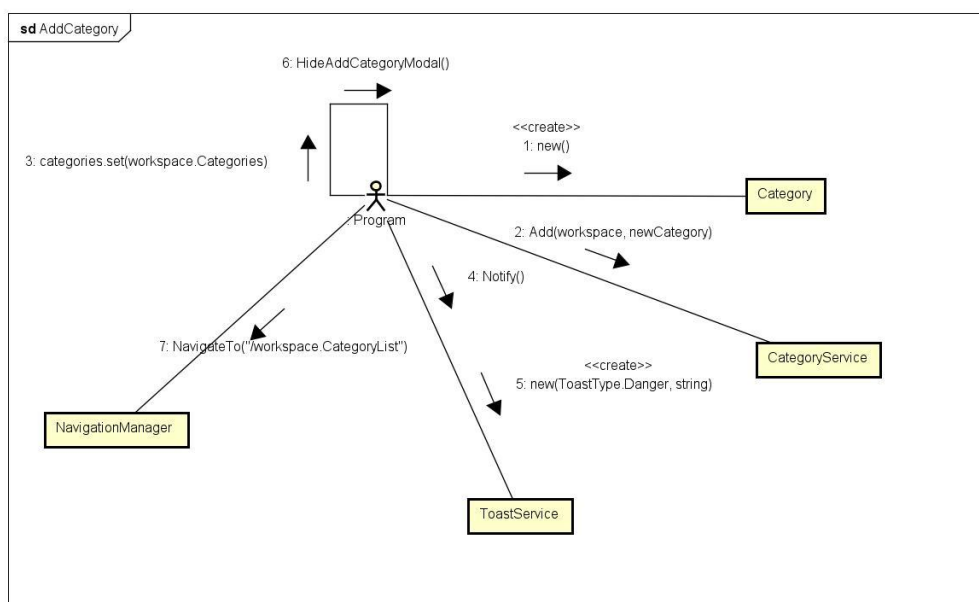 sd AddCategory
6: HideAddCategoryModal()
<<create>>
1: new()
3: categories.set(workspace.Categories)
Category
: Program
2: Add(workspace, newCategory)
4: Notify()
7: NavigateTo("/workspace.CategoryList")
CategoryService
<<create>>
5: new(ToastType.Danger, string)
NavigationManager
ToastService